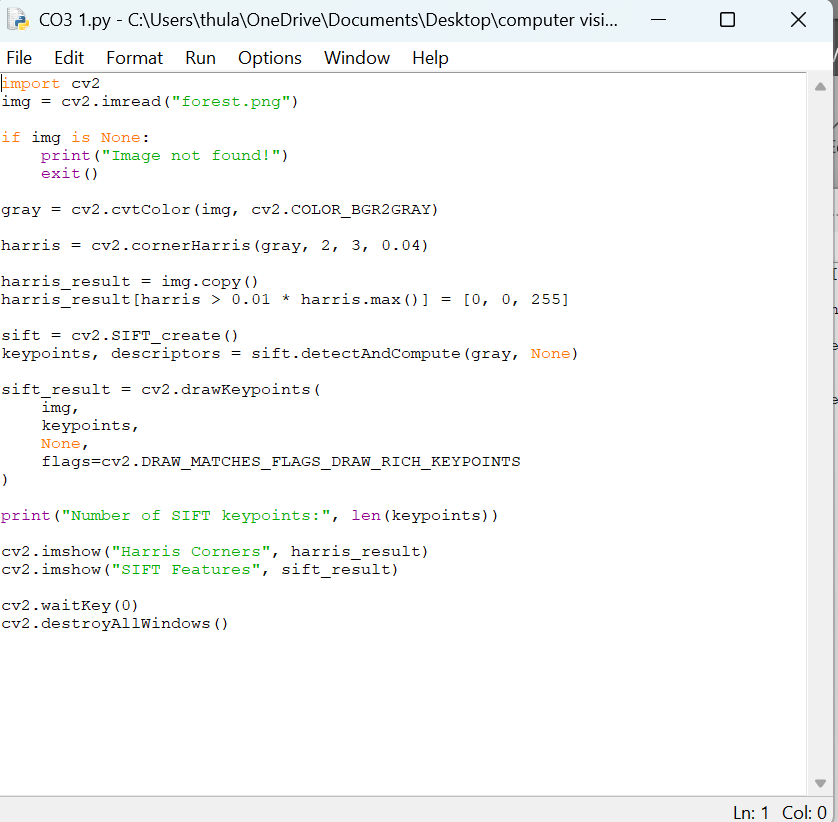 CO3 1.py - C:\Users\thula\OneDrive\Documents\Desktop\computer visi...
File Edit Format Run Options Window Help
import cv2
img = cv2.imread("forest.png")

if img is None:
    print("Image not found!")
    exit()

gray = cv2.cvtColor(img, cv2.COLOR_BGR2GRAY)

harris = cv2.cornerHarris(gray, 2, 3, 0.04)

harris_result = img.copy()
harris_result[harris > 0.01 * harris.max()] = [0, 0, 255]

sift = cv2.SIFT_create()
keypoints, descriptors = sift.detectAndCompute(gray, None)

sift_result = cv2.drawKeypoints(
    img,
    keypoints,
    None,
    flags=cv2.DRAW_MATCHES_FLAGS_DRAW_RICH_KEYPOINTS
)

print("Number of SIFT keypoints:", len(keypoints))

cv2.imshow("Harris Corners", harris_result)
cv2.imshow("SIFT Features", sift_result)

cv2.waitKey(0)
cv2.destroyAllWindows()
Ln: 1 Col: 0